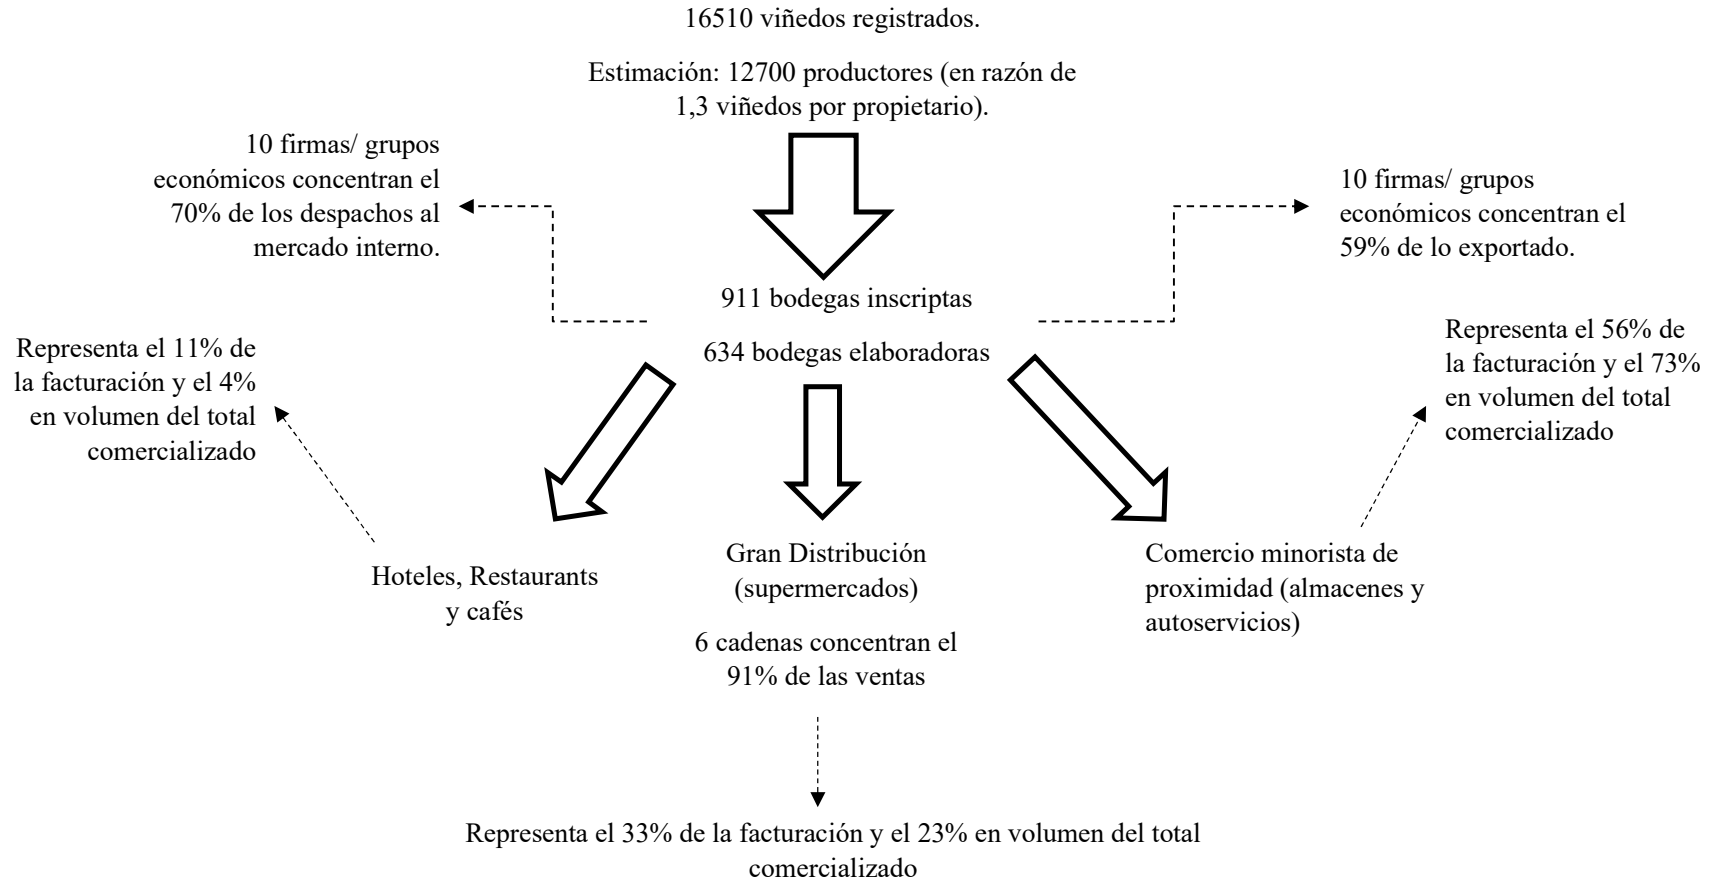 16510 viñedos registrados.
Estimación: 12700 productores (en razón de
1,3 viñedos por propietario).
10 firmas/ grupos
económicos concentran el
70% de los despachos al
mercado interno.
10 firmas/ grupos
económicos concentran el
59% de lo exportado.
911 bodegas inscriptas
634 bodegas elaboradoras
Representa el 11% de
la facturación y el 4%
en volumen del total
comercializado
Representa el 56% de
la facturación y el 73%
en volumen del total
comercializado
Hoteles, Restaurants
y cafés
Gran Distribución
(supermercados)
6 cadenas concentran el
91% de las ventas
Comercio minorista de
proximidad (almacenes y
autoservicios)
Representa el 33% de la facturación y el 23% en volumen del total
comercializado